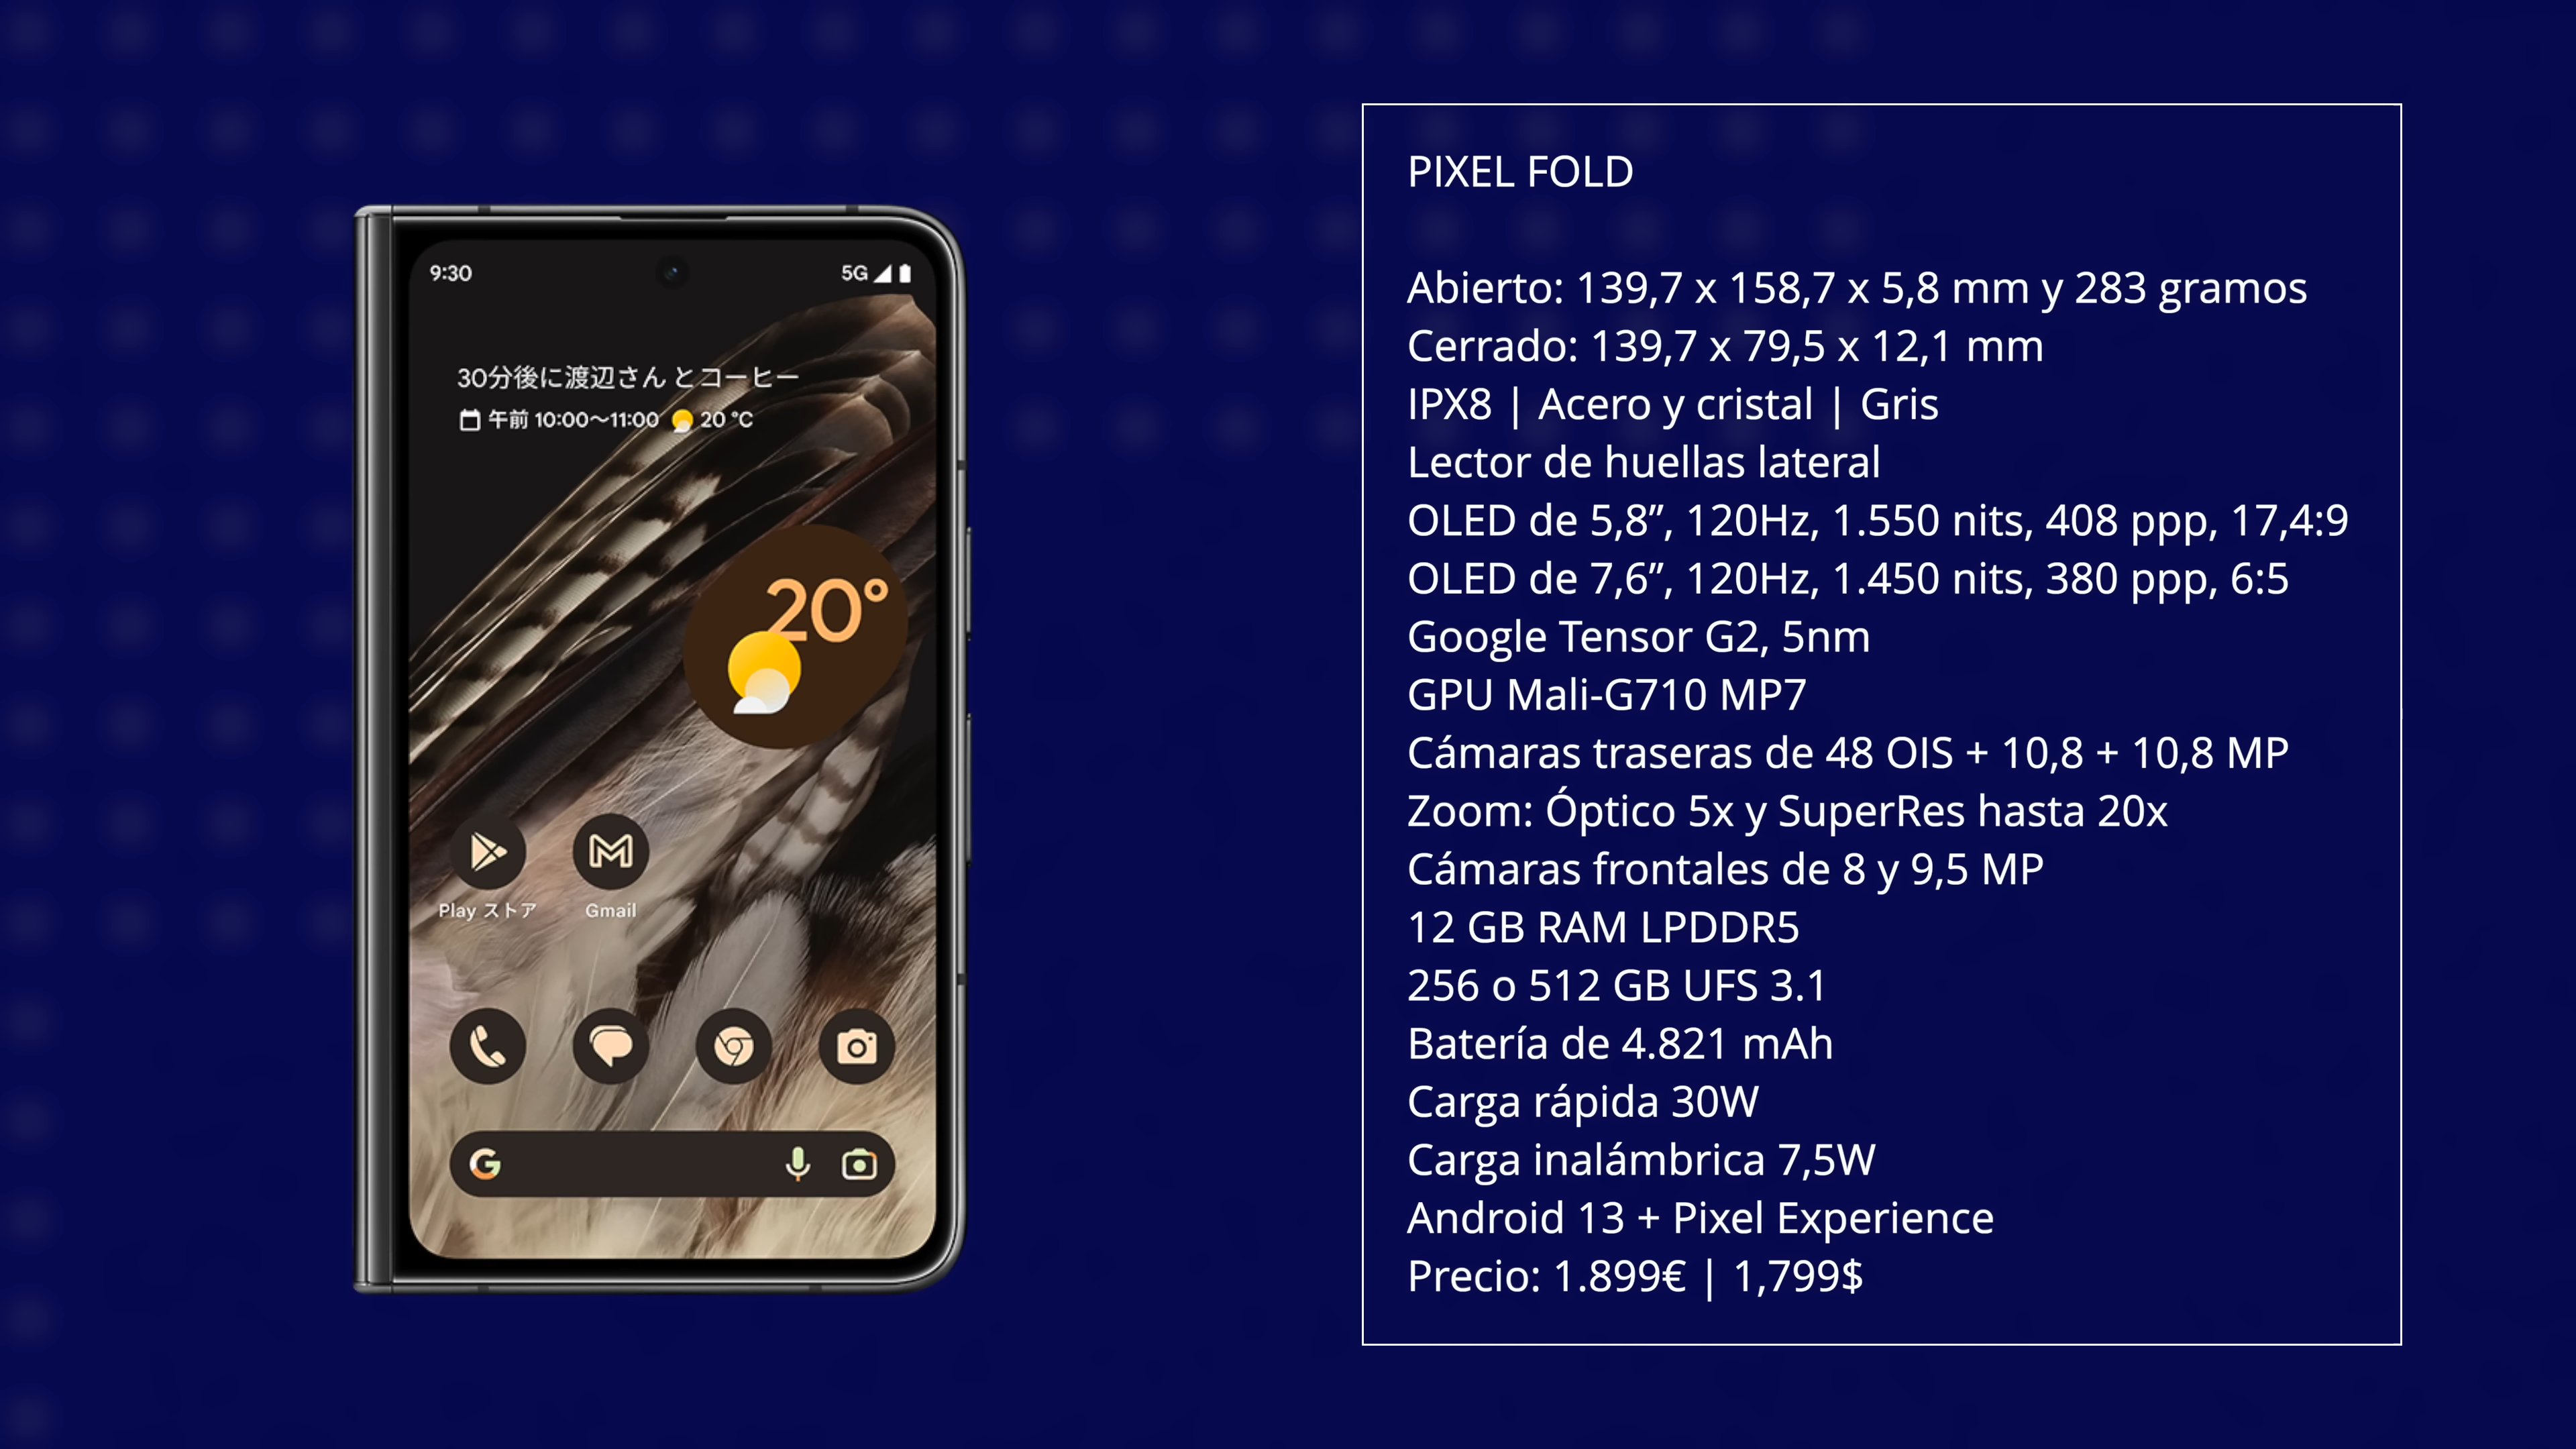 9:30
5G
30分後に渡辺さん とコーヒー
午前 10:00～11:00 20 °C
20°
Play ストア
Gmail
PIXEL FOLD
Abierto: 139,7 x 158,7 x 5,8 mm y 283 gramos
Cerrado: 139,7 x 79,5 x 12,1 mm
IPX8 | Acero y cristal | Gris
Lector de huellas lateral
OLED de 5,8”, 120Hz, 1.550 nits, 408 ppp, 17,4:9
OLED de 7,6”, 120Hz, 1.450 nits, 380 ppp, 6:5
Google Tensor G2, 5nm
GPU Mali-G710 MP7
Cámaras traseras de 48 OIS + 10,8 + 10,8 MP
Zoom: Óptico 5x y SuperRes hasta 20x
Cámaras frontales de 8 y 9,5 MP
12 GB RAM LPDDR5
256 o 512 GB UFS 3.1
Batería de 4.821 mAh
Carga rápida 30W
Carga inalámbrica 7,5W
Android 13 + Pixel Experience
Precio: 1.899€ | 1,799$